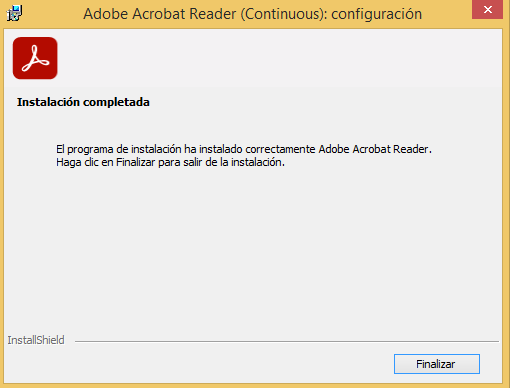 Adobe Acrobat Reader (Continuous): configuración
Instalación completada
El programa de instalación ha instalado correctamente Adobe Acrobat Reader.
Haga clic en Finalizar para salir de la instalación.
InstallShield
Finalizar